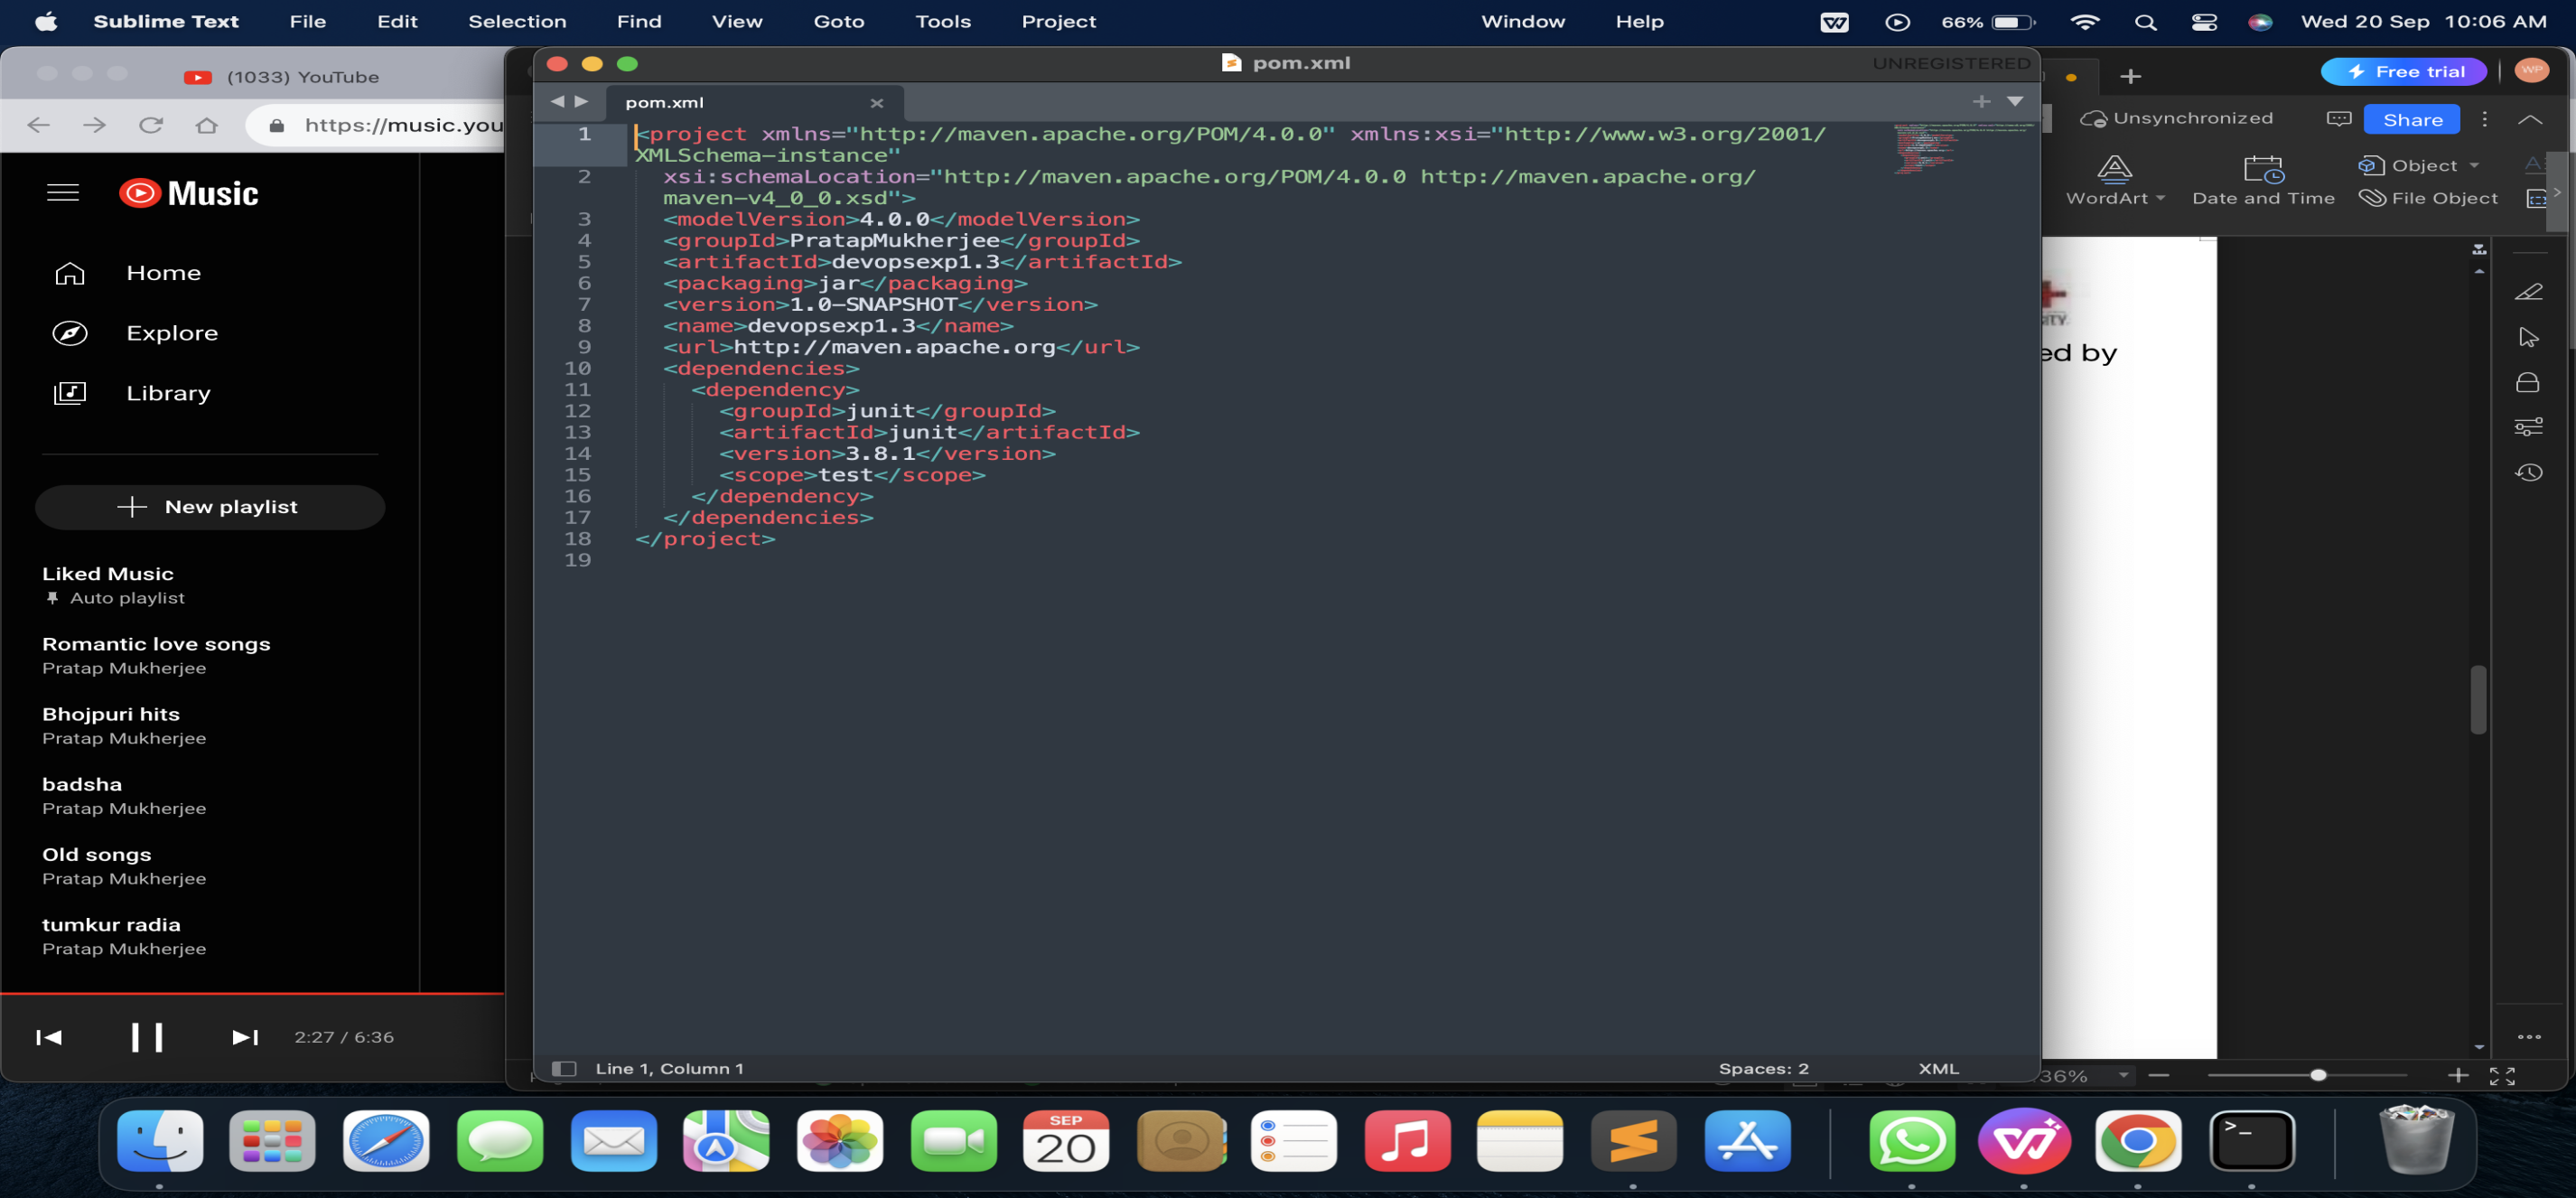 Sublime Text File Edit Selection Find View Goto Tools Project Window Help 66% Wed 20 Sep 10:06 AM
(1033) YouTube
https://music.you
Music
Home
Explore
Library
New playlist
Liked Music
Auto playlist
Romantic love songs
Pratap Mukherjee
Bhojpuri hits
Pratap Mukherjee
badsha
Pratap Mukherjee
Old songs
Pratap Mukherjee
tumkur radia
Pratap Mukherjee
2:27 / 6:36
pom.xml
UNREGISTERED
pom.xml
1 <project xmlns="http://maven.apache.org/POM/4.0.0" xmlns:xsi="http://www.w3.org/2001/
XMLSchema-instance"
2 xsi:schemaLocation="http://maven.apache.org/POM/4.0.0 http://maven.apache.org/
maven-v4_0_0.xsd">
3 <modelVersion>4.0.0</modelVersion>
4 <groupId>PratapMukherjee</groupId>
5 <artifactId>devopsexp1.3</artifactId>
6 <packaging>jar</packaging>
7 <version>1.0-SNAPSHOT</version>
8 <name>devopsexp1.3</name>
9 <url>http://maven.apache.org</url>
10 <dependencies>
11 <dependency>
12 <groupId>junit</groupId>
13 <artifactId>junit</artifactId>
14 <version>3.8.1</version>
15 <scope>test</scope>
16 </dependency>
17 </dependencies>
18 </project>
19
Line 1, Column 1
Spaces: 2
XML
Free trial
WP
Unsynchronized
Share
WordArt
Date and Time
Object
File Object
ed by
36%
SEP
20